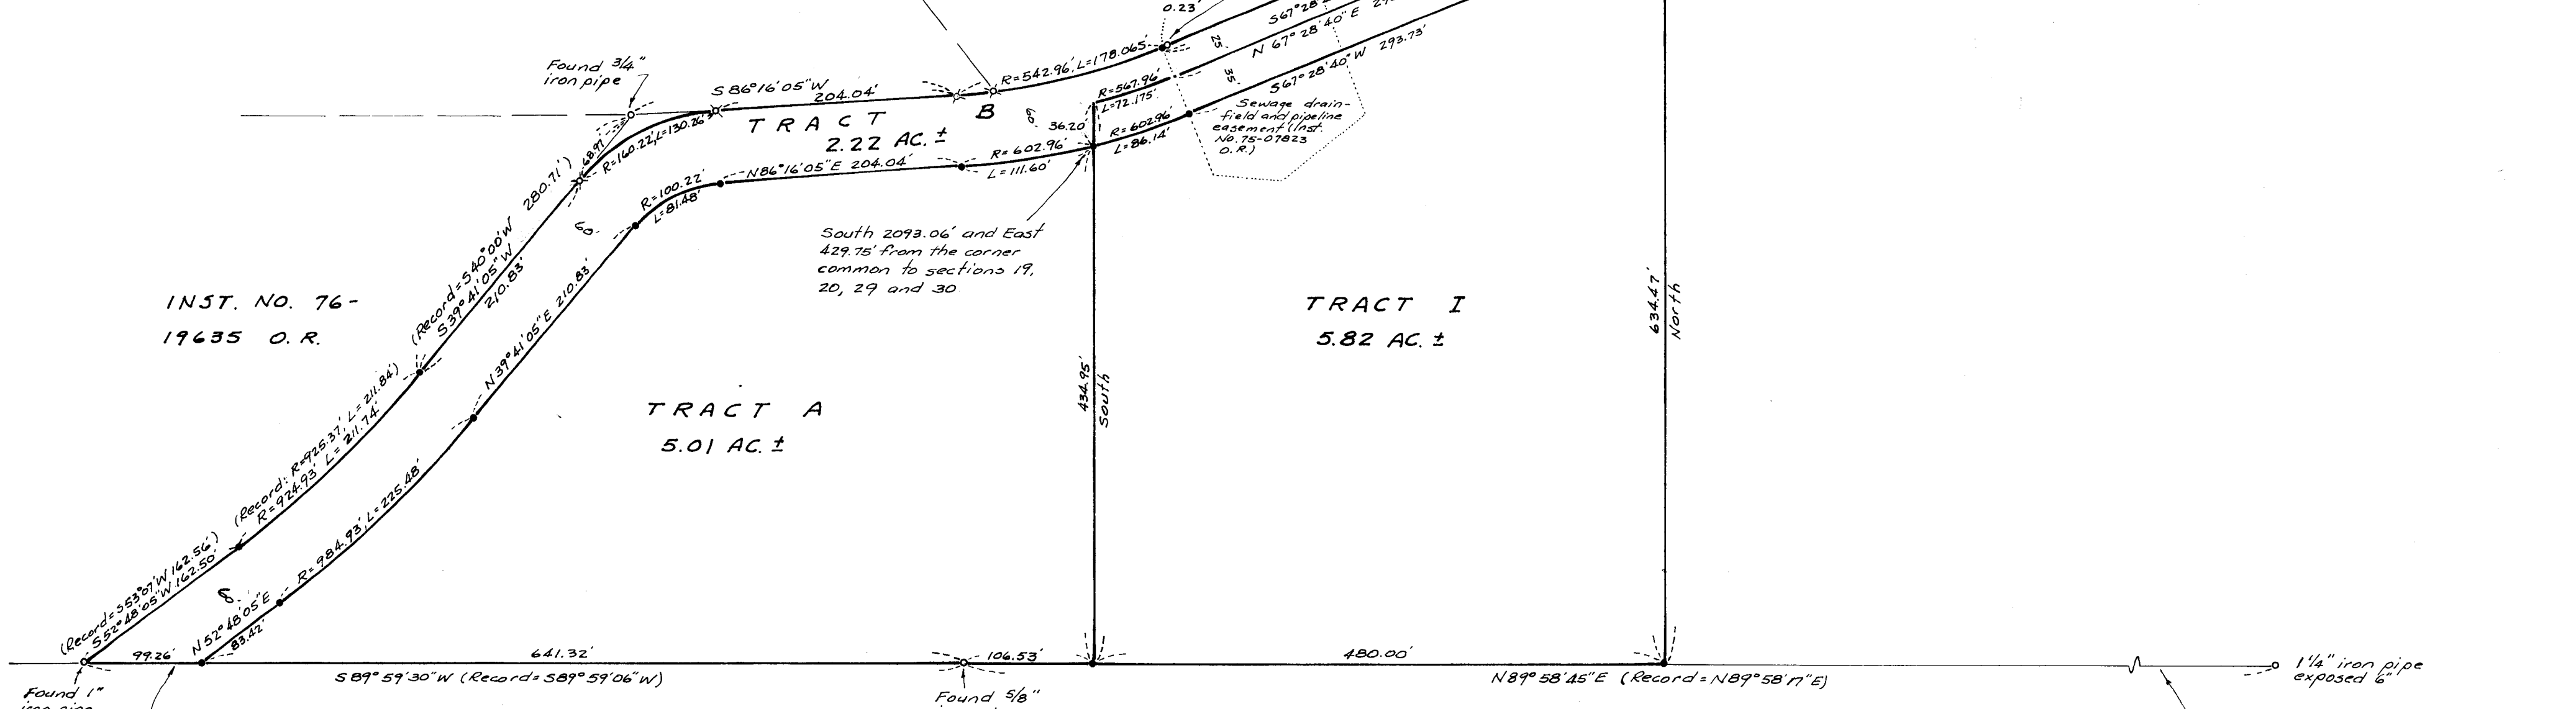 0.23'
S67°28'
N 67°28'40"E
25'
35'
S67°28'40"W 293.73'
Found 3/4"
iron pipe
S86°16'05"W
204.04'
R=542.96', L=178.065'
B
TRACT
2.22 AC. ±
60'
36.20'
R=567.96'
L=72.175'
R=602.96'
L=86.14'
Sewage drain-
field and pipeline
easement (Inst.
No. 75-07823
O.R.)
R=160.22', L=130.26'
68.97'
N86°16'05"E 204.04'
R=602.96'
L=111.60'
R=100.22'
L=81.48'
60'
South 2093.06' and East
429.75' from the corner
common to sections 19,
20, 29 and 30
(Record=S40°00'W 280.71')
S39°41'05"W
210.83'
N39°41'05"E 210.83'
INST. NO. 76-
19635 O.R.
TRACT I
5.82 AC. ±
634.47'
North
434.95'
South
TRACT A
5.01 AC. ±
(Record: R=925.37', L=211.84')
R=924.93' L=211.74'
R=984.93', L=225.48'
(Record=S53°07'W 162.56')
S52°48'05"W 162.50'
N52°48'05"E
83.42'
99.26'
641.32'
106.53'
480.00'
S89°59'30"W (Record=S89°59'06"W)
N89°58'45"E (Record=N89°58'17"E)
1 1/4" iron pipe
exposed 6"
Found 1"
iron pipe
Found 5/8"